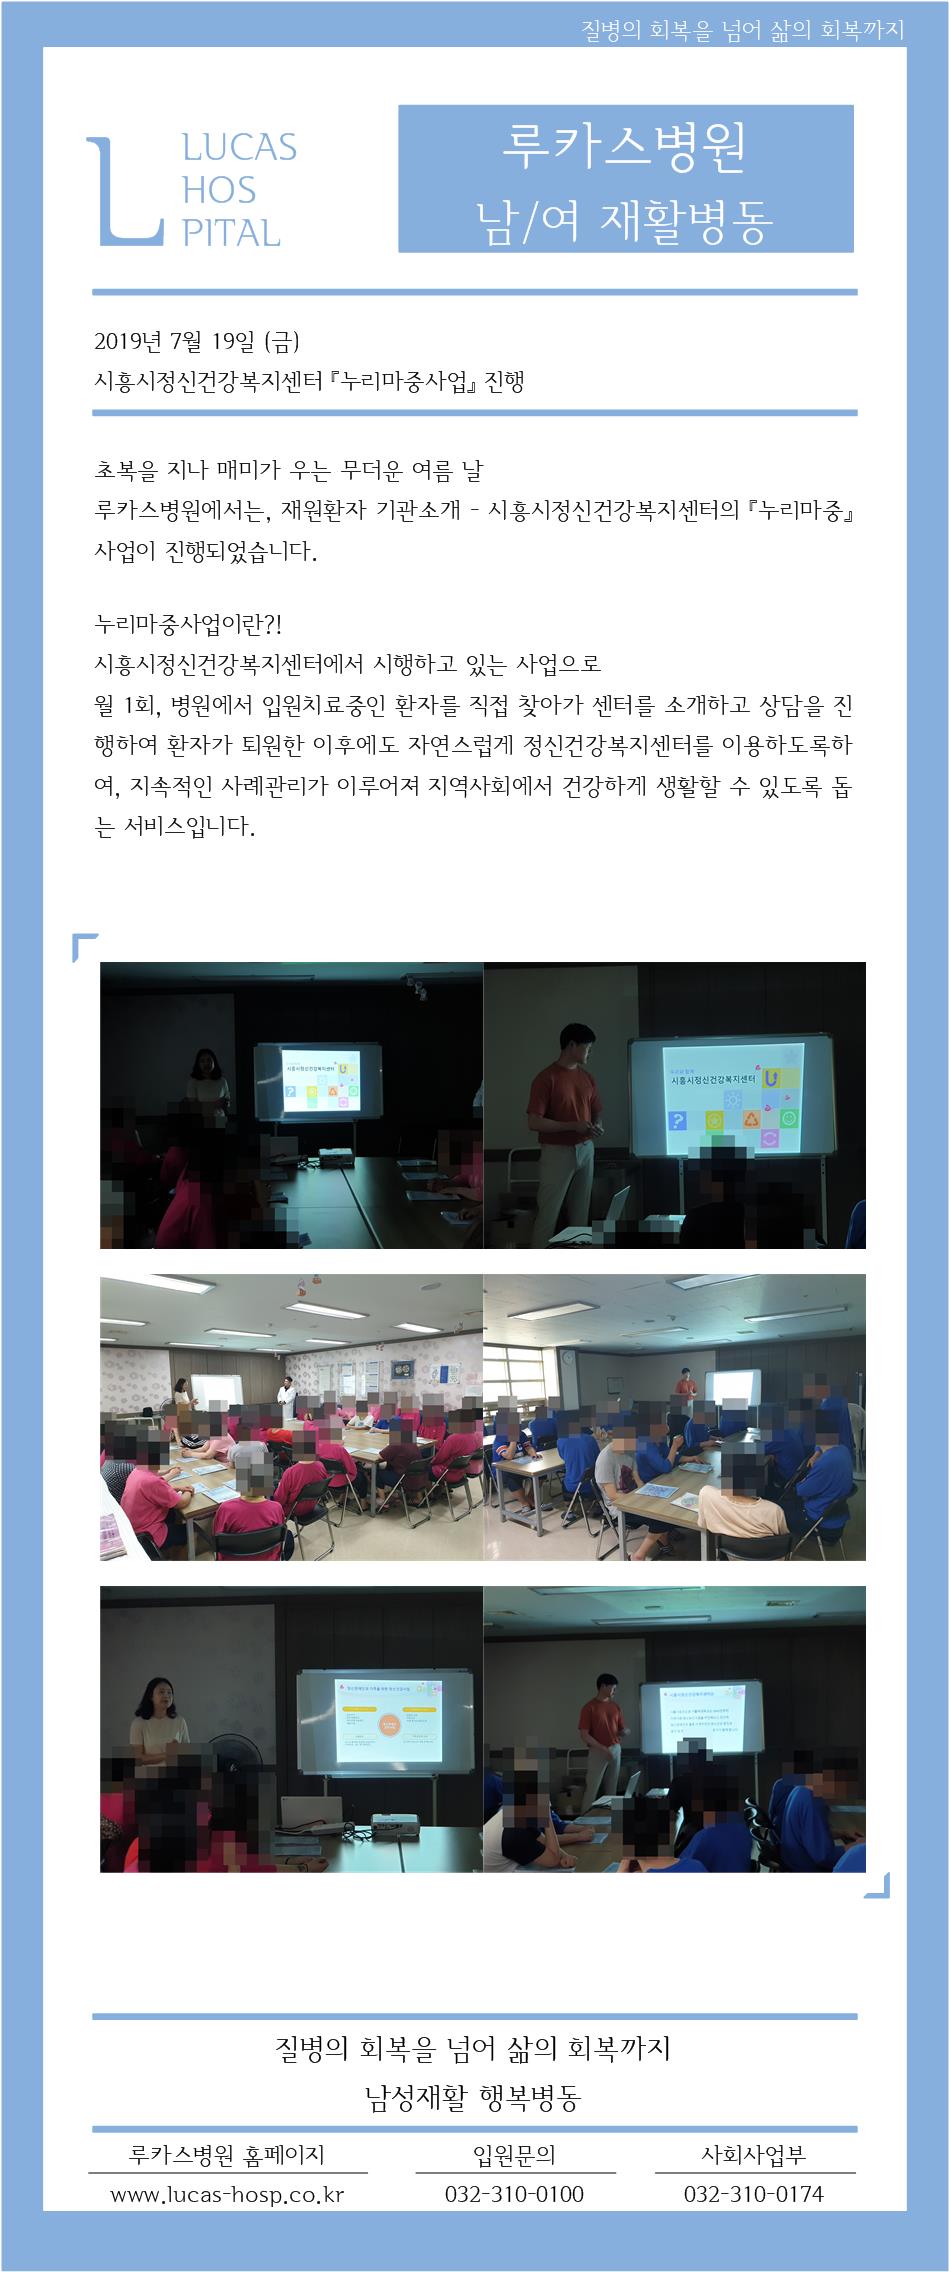 질병의 회복을 넘어 삶의 회복까지
LUCAS
HOS
PITAL
루카스병원
남/여 재활병동
2019년 7월 19일 (금)
시흥시정신건강복지센터 『누리마중사업』 진행
초복을 지나 매미가 우는 무더운 여름 날
루카스병원에서는, 재원환자 기관소개 - 시흥시정신건강복지센터의 『누리마중』
사업이 진행되었습니다.
누리마중사업이란?!
시흥시정신건강복지센터에서 시행하고 있는 사업으로
월 1회, 병원에서 입원치료중인 환자를 직접 찾아가 센터를 소개하고 상담을 진
행하여 환자가 퇴원한 이후에도 자연스럽게 정신건강복지센터를 이용하도록하
여, 지속적인 사례관리가 이루어져 지역사회에서 건강하게 생활할 수 있도록 돕
는 서비스입니다.
시흥시정신건강복지센터
시흥시정신건강복지센터
질병의 회복을 넘어 삶의 회복까지
남성재활 행복병동
루카스병원 홈페이지
입원문의
사회사업부
www.lucas-hosp.co.kr
032-310-0100
032-310-0174